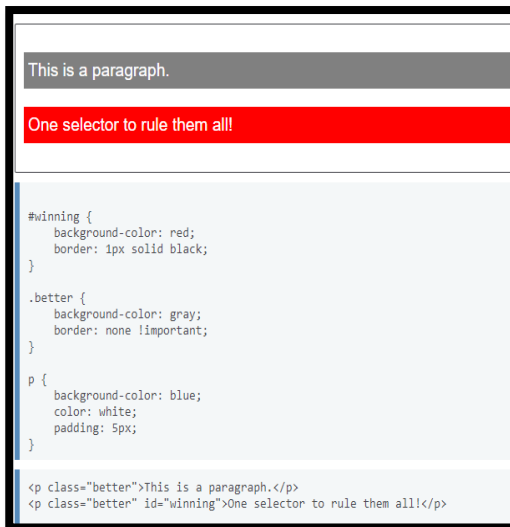 This is a paragraph.
One selector to rule them all!
#winning {
    background-color: red;
    border: 1px solid black;
}
.better {
    background-color: gray;
    border: none !important;
}
p {
    background-color: blue;
    color: white;
    padding: 5px;
}
<p class="better">This is a paragraph.</p>
<p class="better" id="winning">One selector to rule them all!</p>